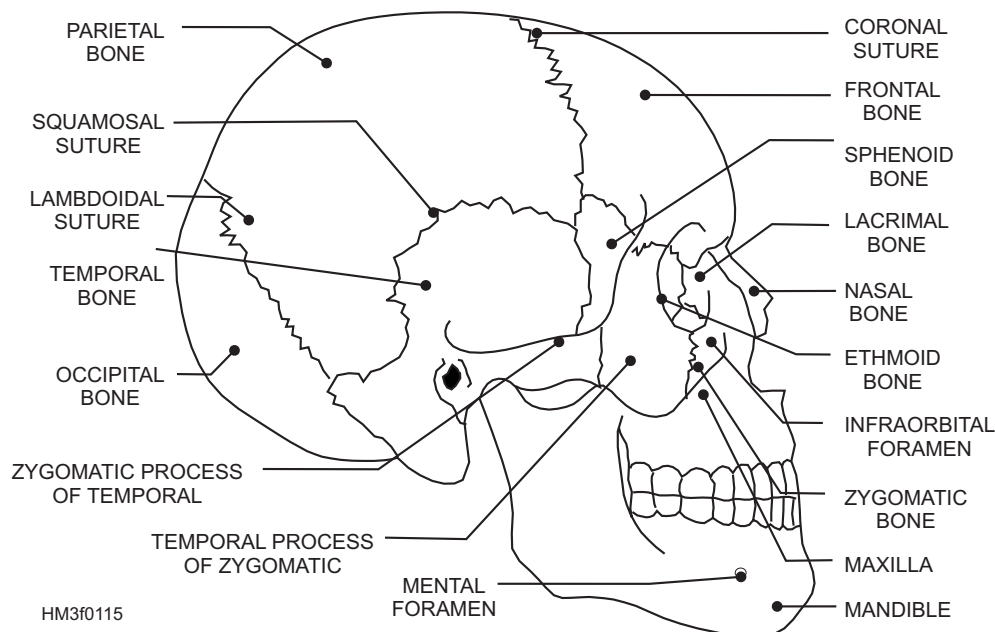 PARIETAL
BONE
SQUAMOSAL
SUTURE
LAMBDOIDAL
SUTURE
TEMPORAL
BONE
OCCIPITAL
BONE
ZYGOMATIC PROCESS
OF TEMPORAL
TEMPORAL PROCESS
OF ZYGOMATIC
MENTAL
FORAMEN
HM3f0115
CORONAL
SUTURE
FRONTAL
BONE
SPHENOID
BONE
LACRIMAL
BONE
NASAL
BONE
ETHMOID
BONE
INFRAORBITAL
FORAMEN
ZYGOMATIC
BONE
MAXILLA
MANDIBLE